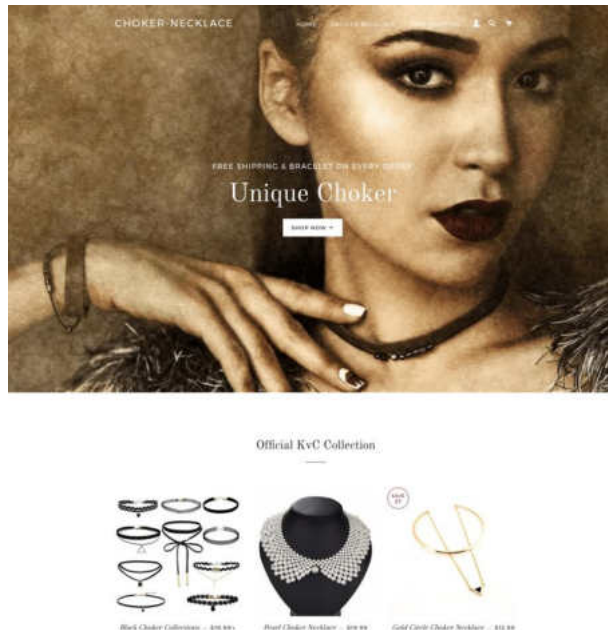 CHOKER-NECKLACE
HOME
FREE SHIPPING & BRACELET ON EVERY ORDER
Unique Choker
SHOP NOW
Official KvC Collection
SAVE
Black Choker Collections
Pearl Choker Necklace
Gold Circle Choker Necklace